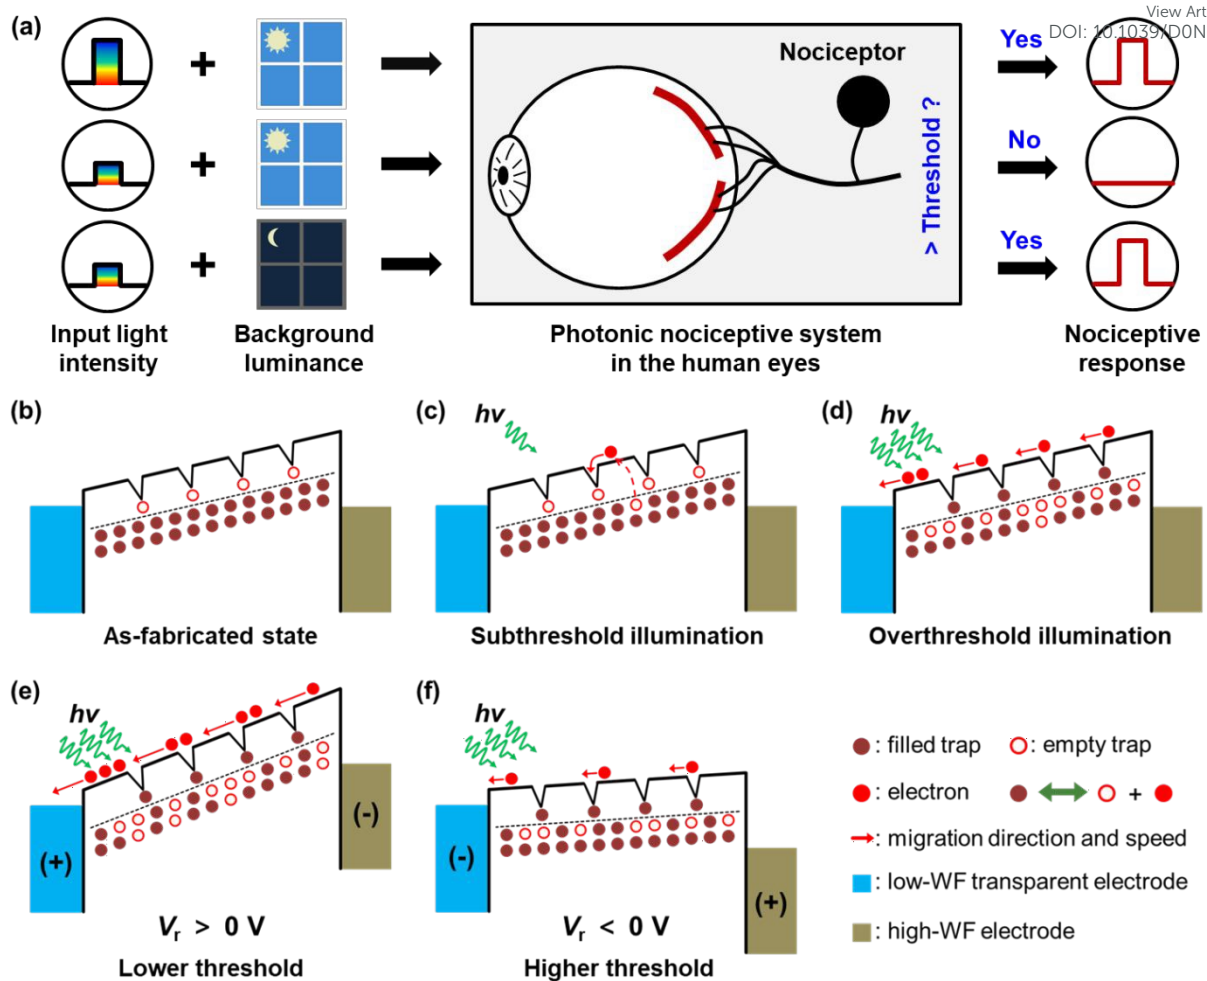 View Art
DOI: 10.1039/D0N
(a)
Nociceptor
> Threshold ?
Yes
No
Yes
Input light
intensity
Background
luminance
Photonic nociceptive system
in the human eyes
Nociceptive
response
(b)
(c)
(d)
hv
hv
As-fabricated state
Subthreshold illumination
Overthreshold illumination
(e)
(f)
hv
hv
(+)
(-)
(-)
(+)
Vr > 0 V
Lower threshold
Vr < 0 V
Higher threshold
: filled trap
: empty trap
: electron
+
: migration direction and speed
: low-WF transparent electrode
: high-WF electrode